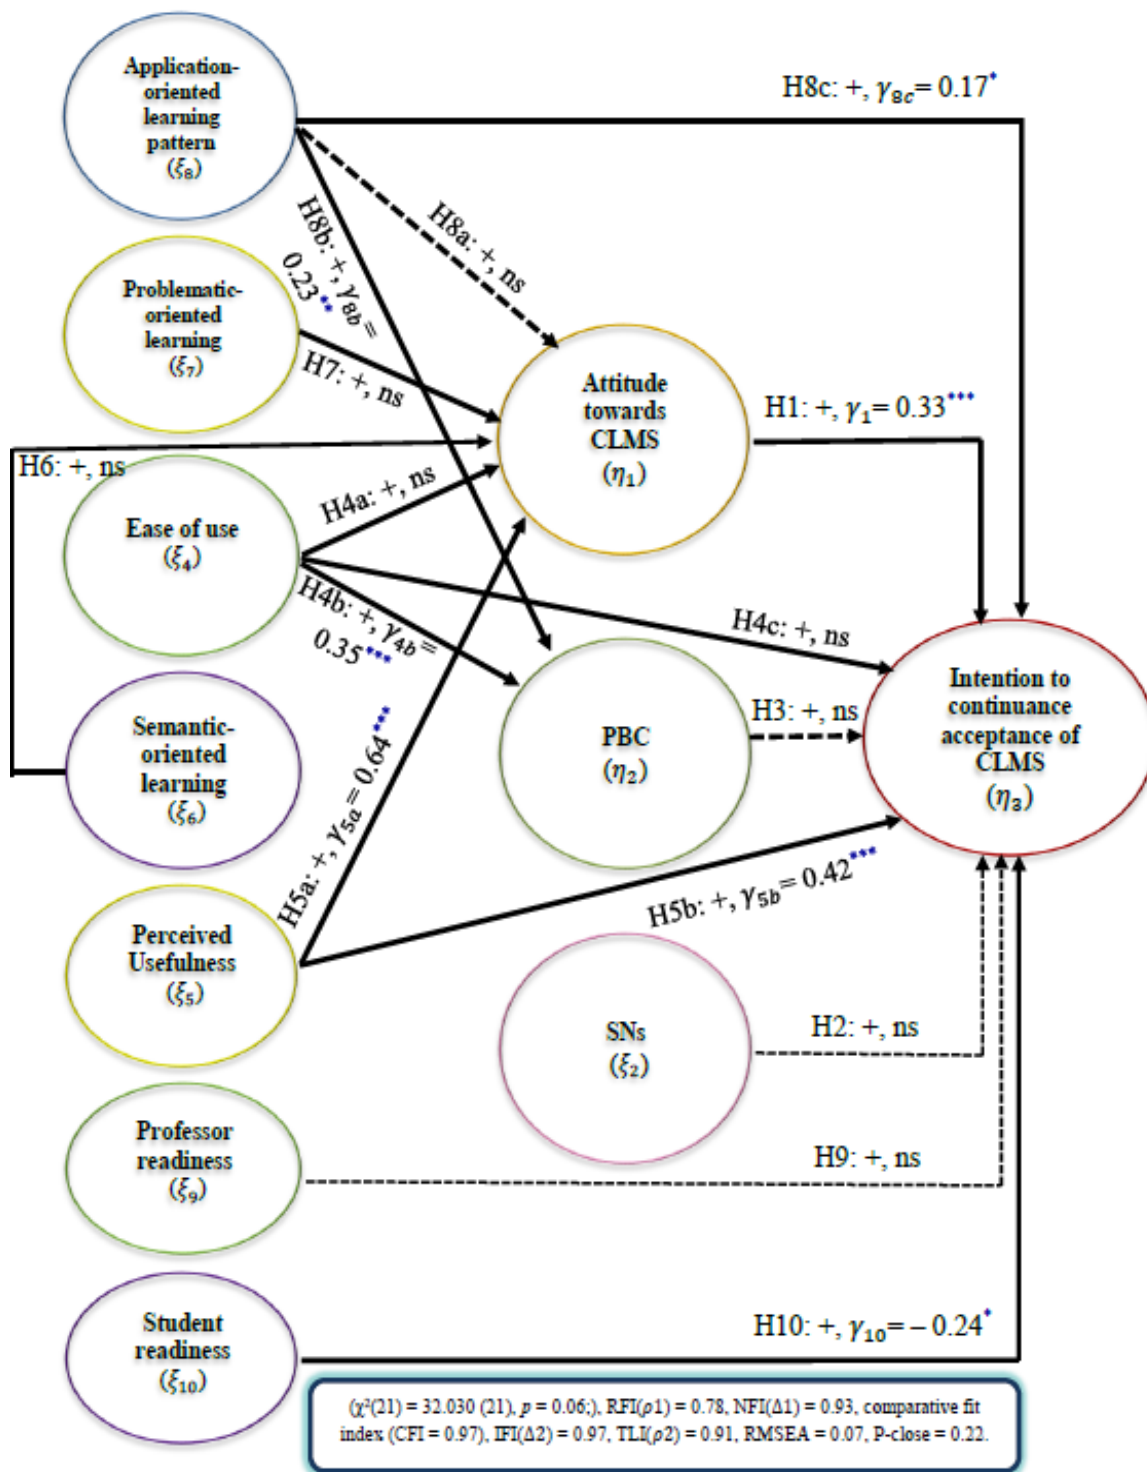 Application-
oriented
learning
pattern
(ξ₈)
H8c: +, γ₈c= 0.17*
H8b: +, γ₈b=
0.23**
H8a: +, ns
Problematic-
oriented
learning
(ξ₇)
H7: +, ns
Attitude
towards
CLMS
(η₁)
H1: +, γ₁= 0.33***
H6: +, ns
Ease of use
(ξ₄)
H4a: +, ns
H4b: +, γ₄b=
0.35***
H4c: +, ns
Semantic-
oriented
learning
(ξ₆)
PBC
(η₂)
H3: +, ns
Intention to
continuance
acceptance of
CLMS
(η₃)
H5a: +, γ₅a= 0.64***
H5b: +, γ₅b= 0.42***
Perceived
Usefulness
(ξ₅)
SNs
(ξ₂)
H2: +, ns
Professor
readiness
(ξ₉)
H9: +, ns
Student
readiness
(ξ₁₀)
H10: +, γ₁₀= – 0.24*
(χ²(21) = 32.030 (21), p = 0.06;), RFI(ρ1) = 0.78, NFI(Δ1) = 0.93, comparative fit
index (CFI = 0.97), IFI(Δ2) = 0.97, TLI(ρ2) = 0.91, RMSEA = 0.07, P-close = 0.22.